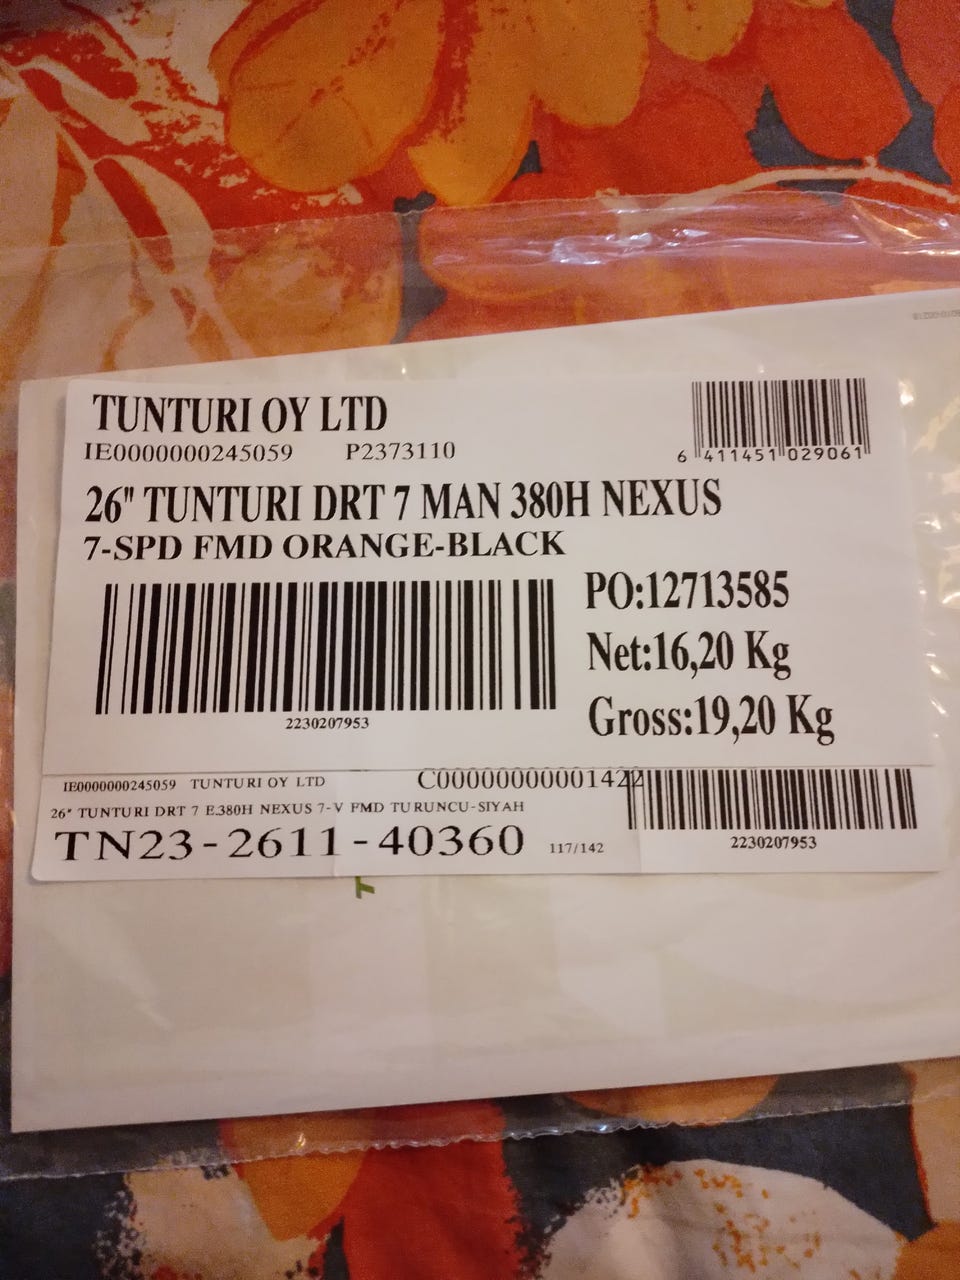 TUNTURI OY LTD
IE0000000245059 P2373110
6 411451 029061
26" TUNTURI DRT 7 MAN 380H NEXUS
7-SPD FMD ORANGE-BLACK
PO:12713585
Net:16,20 Kg
Gross:19,20 Kg
2230207953
IE0000000245059 TUNTURI OY LTD C00000000001422
26" TUNTURI DRT 7 E.380H NEXUS 7-V FMD TURUNCU-SIYAH
TN23-2611-40360 117/142
2230207953